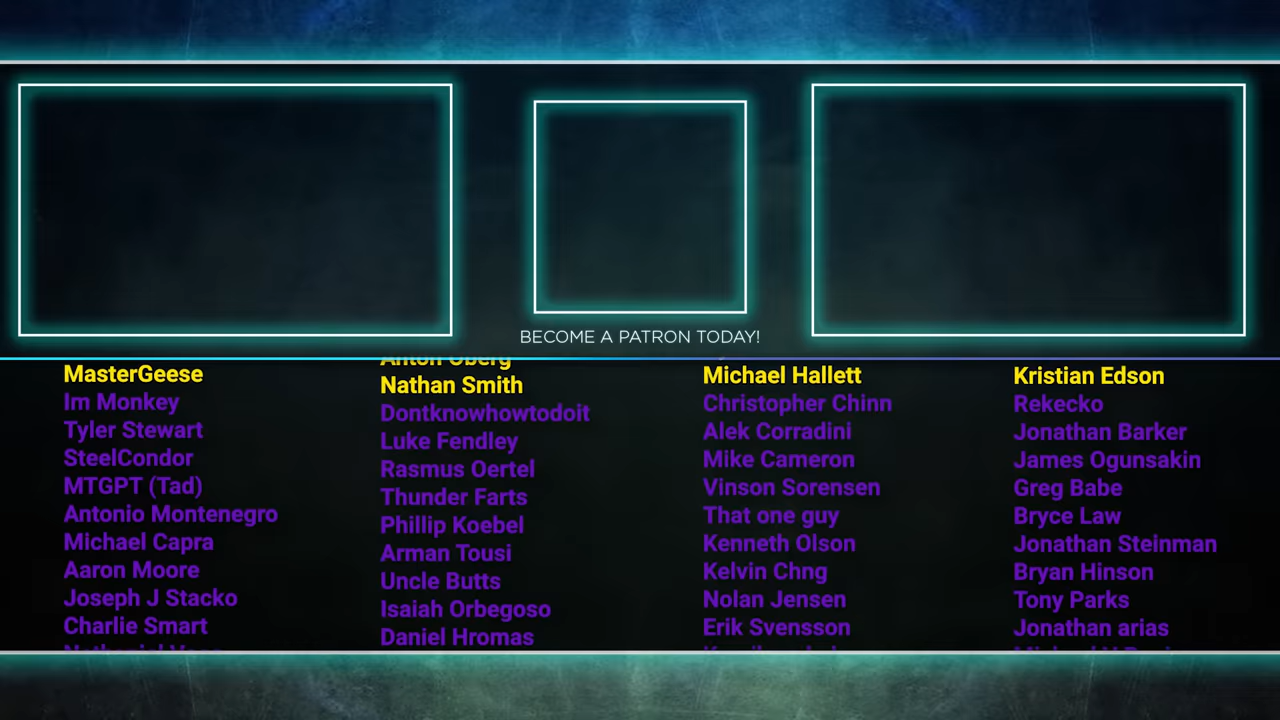 BECOME A PATRON TODAY!
Anton Oberg
MasterGeese
Im Monkey
Tyler Stewart
SteelCondor
MTGPT (Tad)
Antonio Montenegro
Michael Capra
Aaron Moore
Joseph J Stacko
Charlie Smart
Nathan Smith
Dontknowhowtodoit
Luke Fendley
Rasmus Oertel
Thunder Farts
Phillip Koebel
Arman Tousi
Uncle Butts
Isaiah Orbegoso
Daniel Hromas
Michael Hallett
Christopher Chinn
Alek Corradini
Mike Cameron
Vinson Sorensen
That one guy
Kenneth Olson
Kelvin Chng
Nolan Jensen
Erik Svensson
Kristian Edson
Rekecko
Jonathan Barker
James Ogunsakin
Greg Babe
Bryce Law
Jonathan Steinman
Bryan Hinson
Tony Parks
Jonathan arias